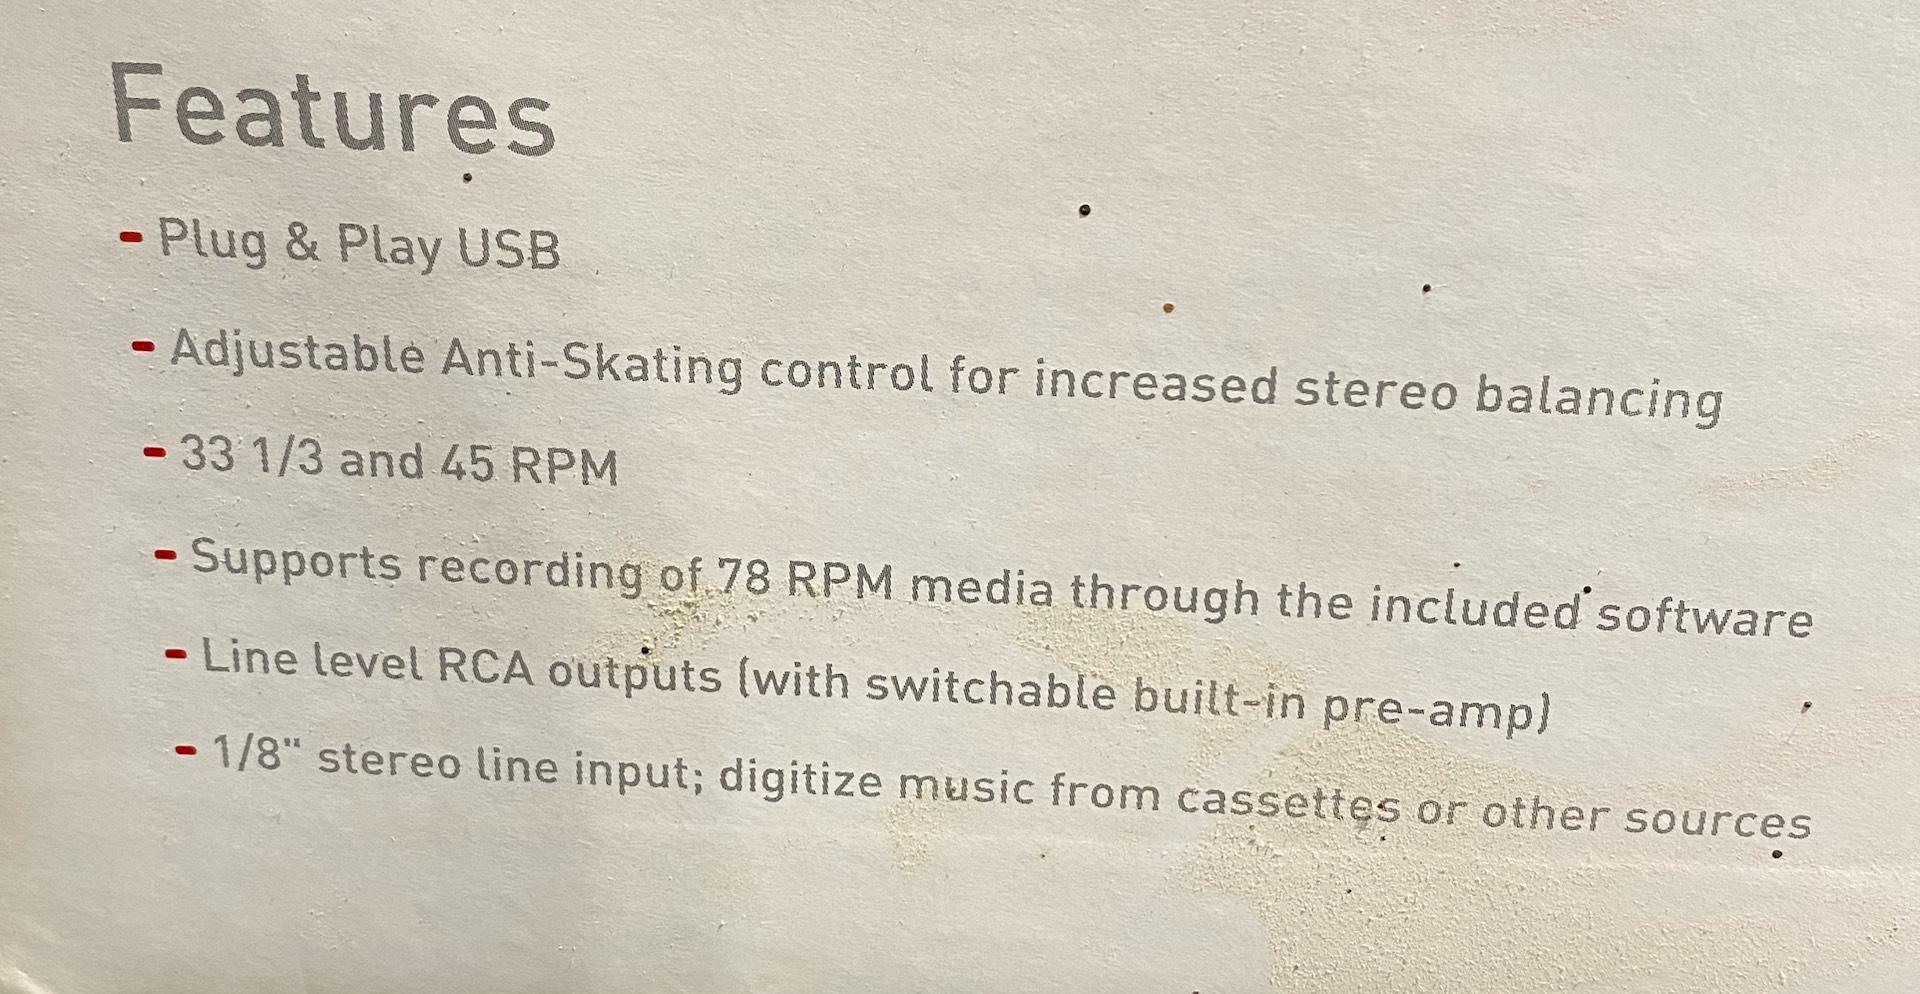 Features
- Plug & Play USB
- Adjustable Anti-Skating control for increased stereo balancing
- 33 1/3 and 45 RPM
- Supports recording of 78 RPM media through the included software
- Line level RCA outputs (with switchable built-in pre-amp)
- 1/8" stereo line input; digitize music from cassettes or other sources